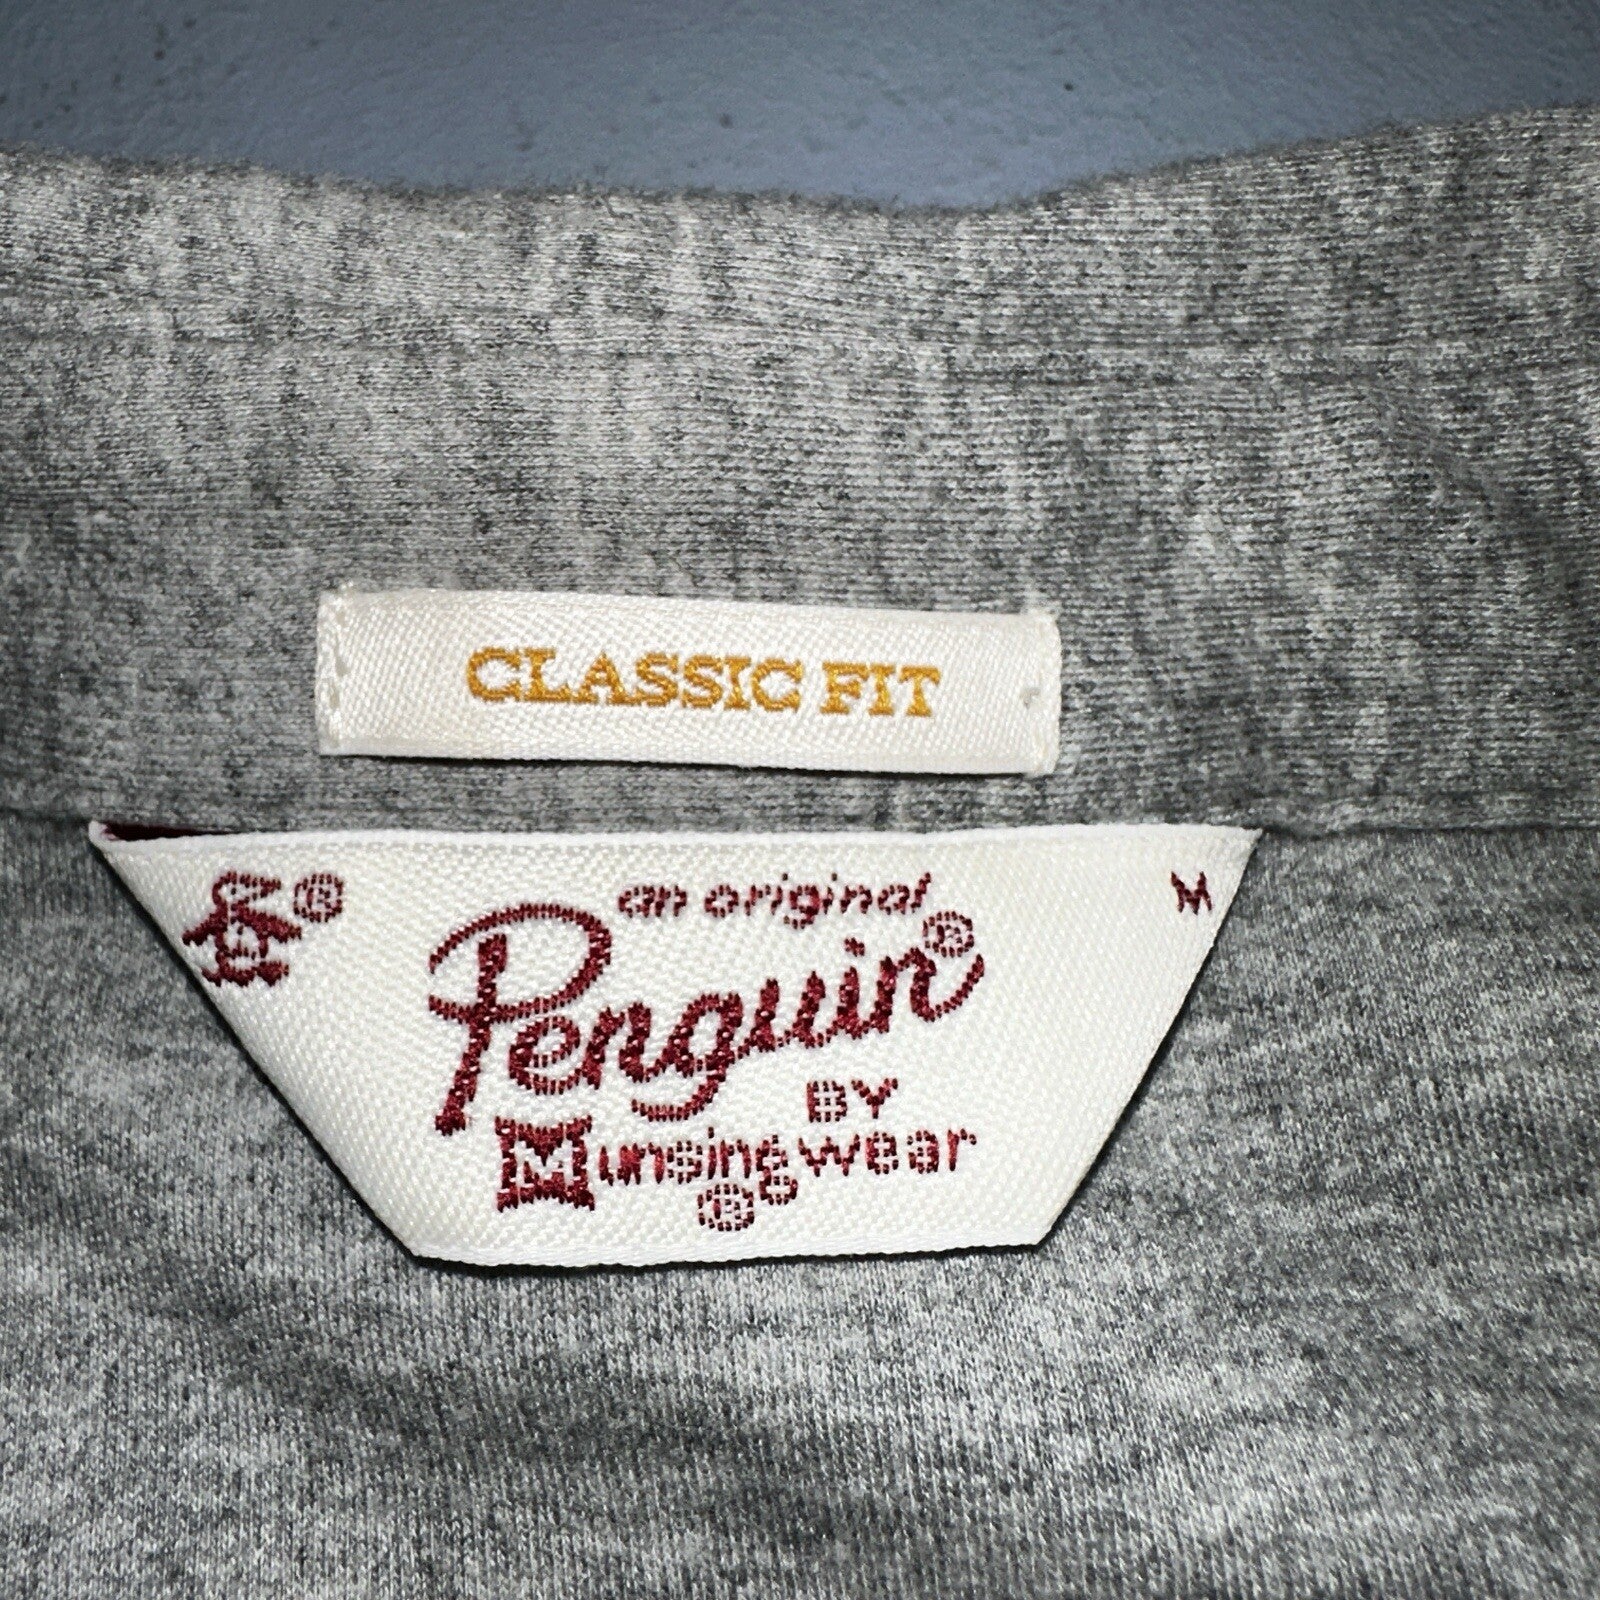 CLASSIC FIT
®
an original
M
Penguin®
BY
Munsingwear
®